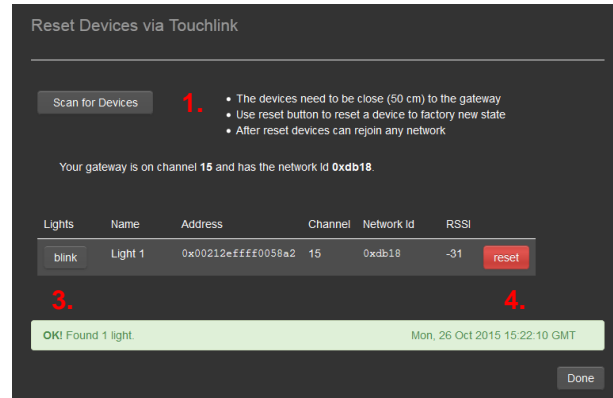 Reset Devices via Touchlink
Scan for Devices
1.
• The devices need to be close (50 cm) to the gateway
• Use reset button to reset a device to factory new state
• After reset devices can rejoin any network
Your gateway is on channel 15 and has the network Id 0xdb18.
Lights Name Address Channel Network Id RSSI
blink Light 1 0x00212effff0058a2 15 0xdb18 -31 reset
3. 4.
OK! Found 1 light. Mon, 26 Oct 2015 15:22:10 GMT
Done